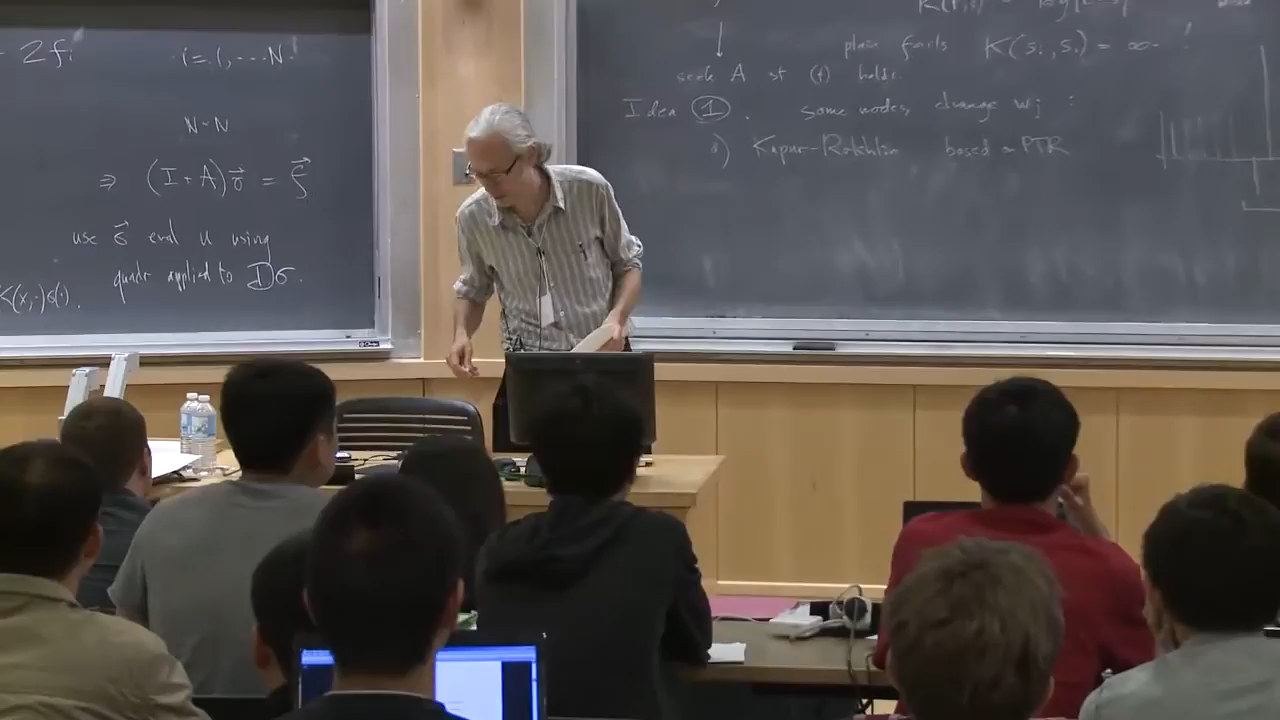 - 2fᵢ i=1,...N.
N~N
⇒ (I+A)σ⃗ = f⃗
use σ⃗ eval u using
quadr applied to Dσ.
K(x,·)σ(·).
plain fails K(sᵢ,sᵢ) = ∞ !
seek A st (†) holds.
Idea ①. some nodes, change wⱼ :
a) Kapur-Rokhlin based on PTR